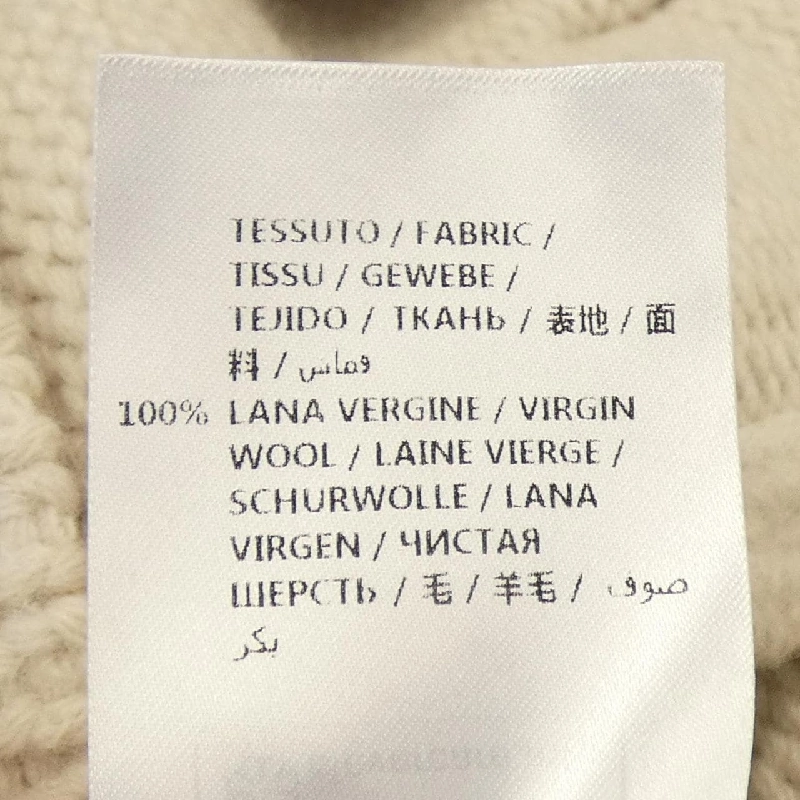 TESSUTO / FABRIC /
TISSU / GEWEBE /
TEJIDO / ТКАНЬ / 表地 / 面
料 / قماش
100% LANA VERGINE / VIRGIN
WOOL / LAINE VIERGE /
SCHURWOLLE / LANA
VIRGEN / ЧИСТАЯ
ШЕРСТЬ / 毛 / 羊毛 / صوف
بكر